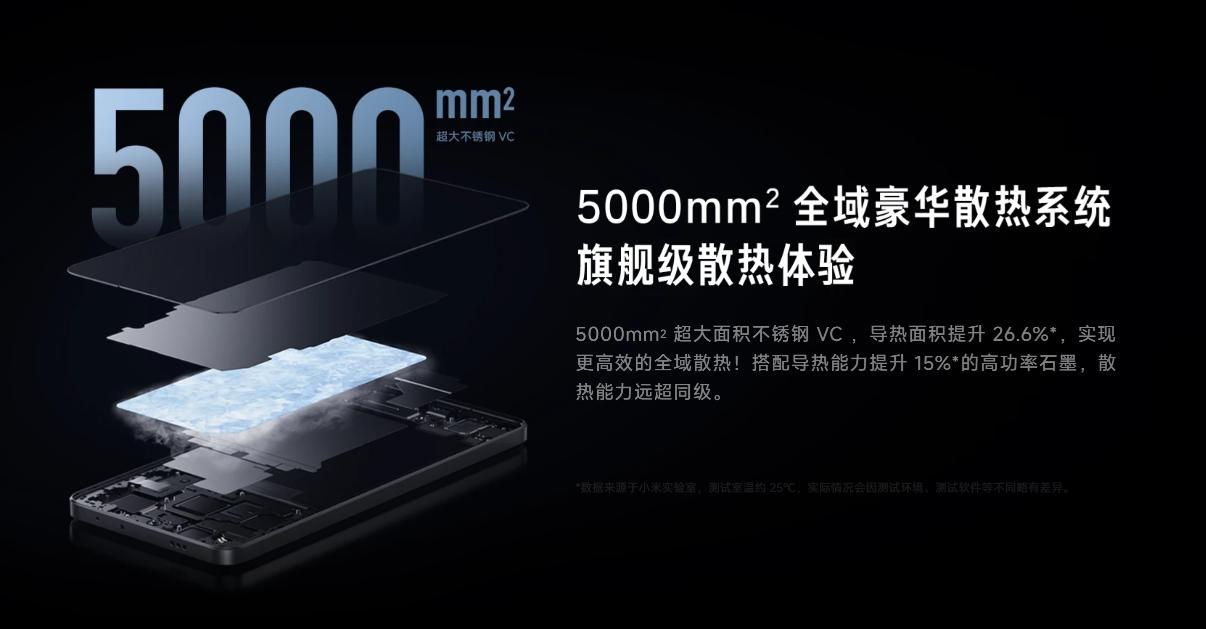 5000 mm²
超大不锈钢 VC
5000mm² 全域豪华散热系统
旗舰级散热体验
5000mm² 超大面积不锈钢 VC ，导热面积提升 26.6%*，实现
更高效的全域散热！搭配导热能力提升 15%*的高功率石墨，散
热能力远超同级。
*数据来源于小米实验室，测试室温约 25℃，实际情况会因测试环境、测试软件等不同略有差异。